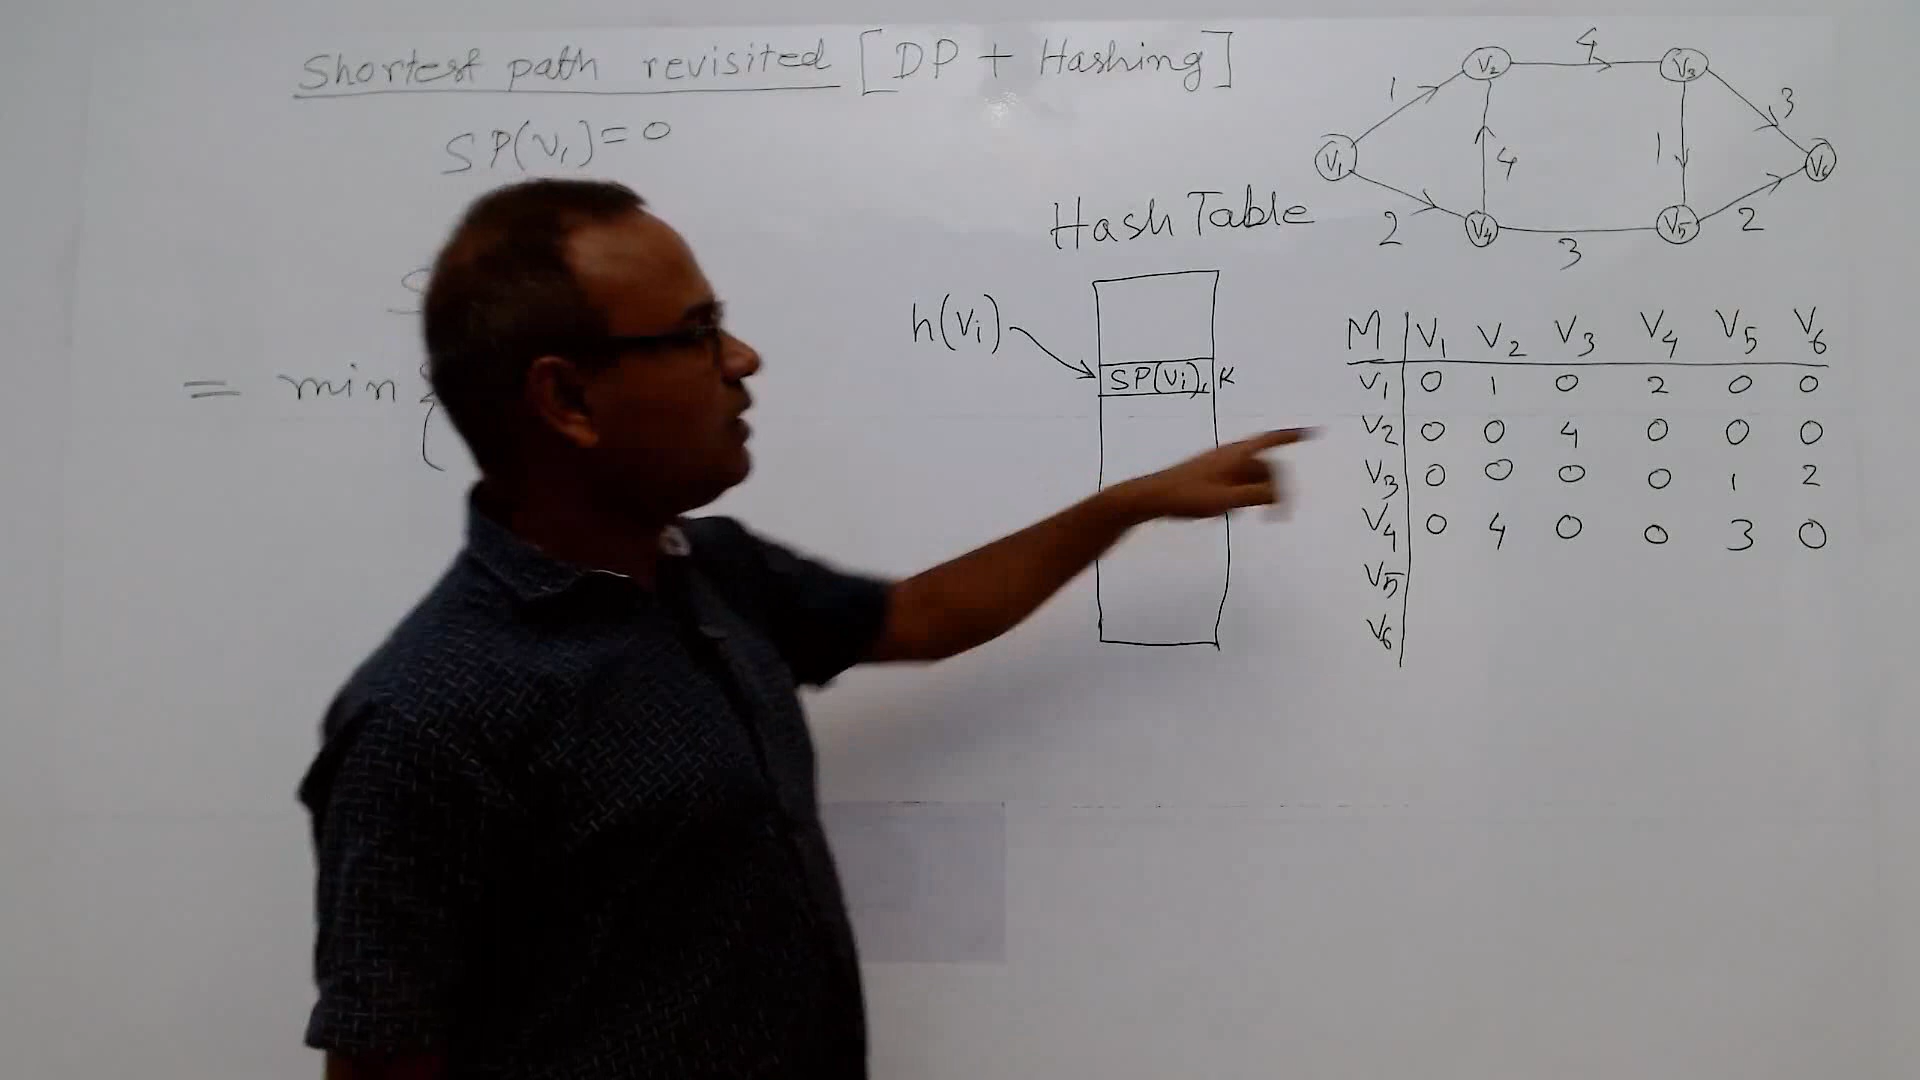 Shortest path revisited [DP + Hashing]
SP(V1)=0
= min {
Hash Table
h(Vi)
SP(Vi), K
V1 V2 V3 V4 V5 V6
1 4 3
4 1
2 3 2
M V1 V2 V3 V4 V5 V6
V1 0 1 0 2 0 0
V2 0 0 4 0 0 0
V3 0 0 0 0 1 2
V4 0 4 0 0 3 0
V5
V6